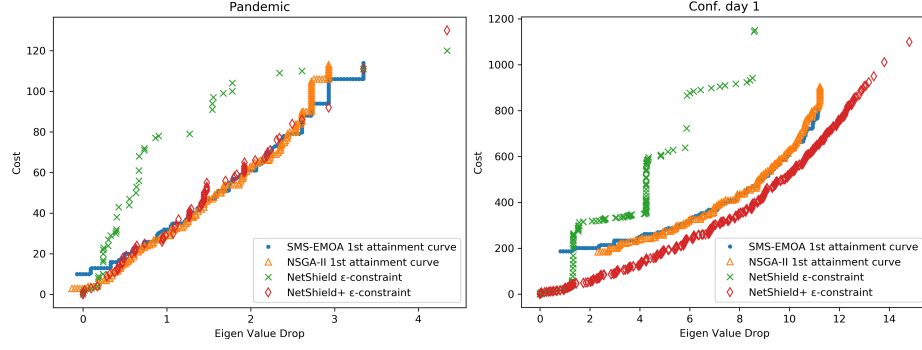 Pandemic
Cost
120
100
80
60
40
20
0
0
1
2
3
4
Eigen Value Drop
SMS-EMOA 1st attainment curve
NSGA-II 1st attainment curve
NetShield ε-constraint
NetShield+ ε-constraint
Conf. day 1
Cost
1200
1000
800
600
400
200
0
0
2
4
6
8
10
12
14
Eigen Value Drop
SMS-EMOA 1st attainment curve
NSGA-II 1st attainment curve
NetShield ε-constraint
NetShield+ ε-constraint